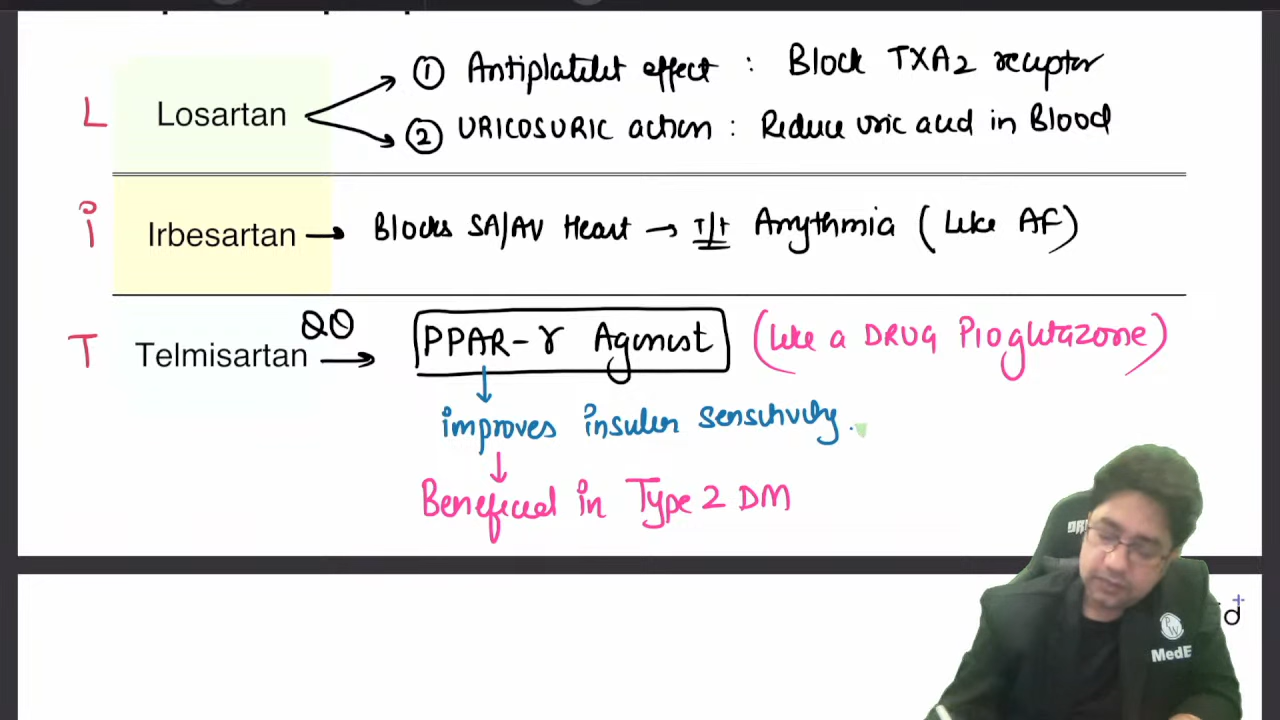 ① Antiplatelet effect : Block TXA2 receptor
L Losartan
② URICOSURIC action : Reduce uric acid in Blood
i Irbesartan → Blocks SA/AV Heart → T/t Arrythmia (Like AF)
T Telmisartan → PPAR-γ Agonist (like a DRUG Pioglitazone)
improves insulin sensitivity.
Beneficial in Type 2 DM
PW
MedE
d